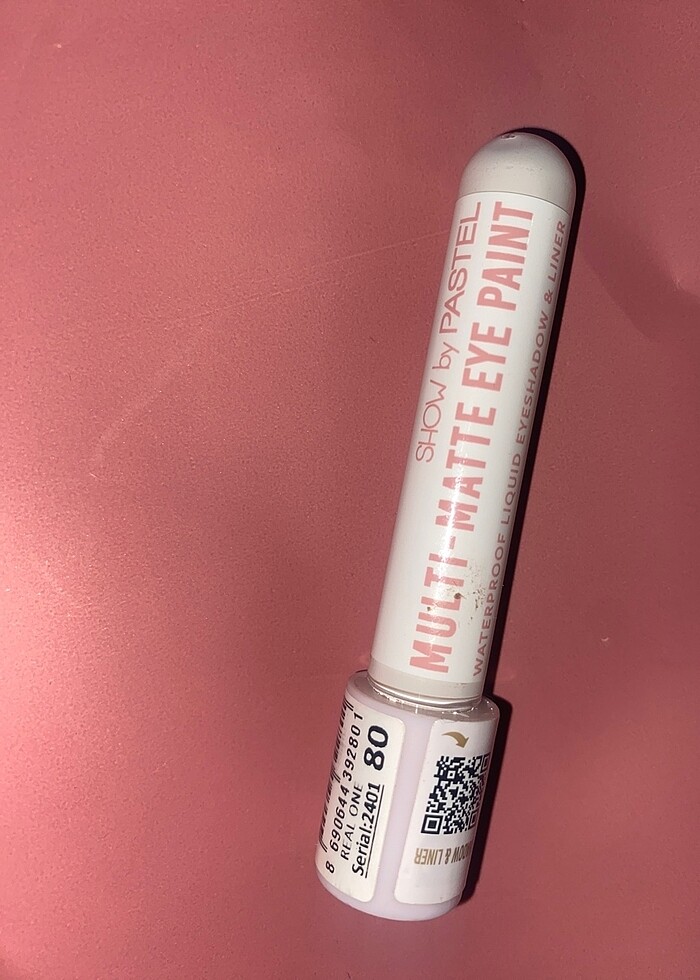 SHOW by PASTEL
MULTI-MATTE EYE PAINT
WATERPROOF LIQUID EYESHADOW & LINER
8 690644 392801
REAL ONE
Serial:2401
80
& LINER